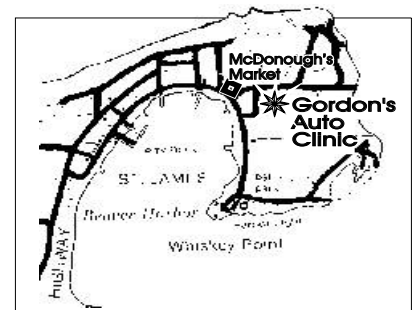 McDonough's
Market
Gordon's
Auto
Clinic
ST. JAMES
Beaver Harbor
Whiskey Point
HIGHWAY